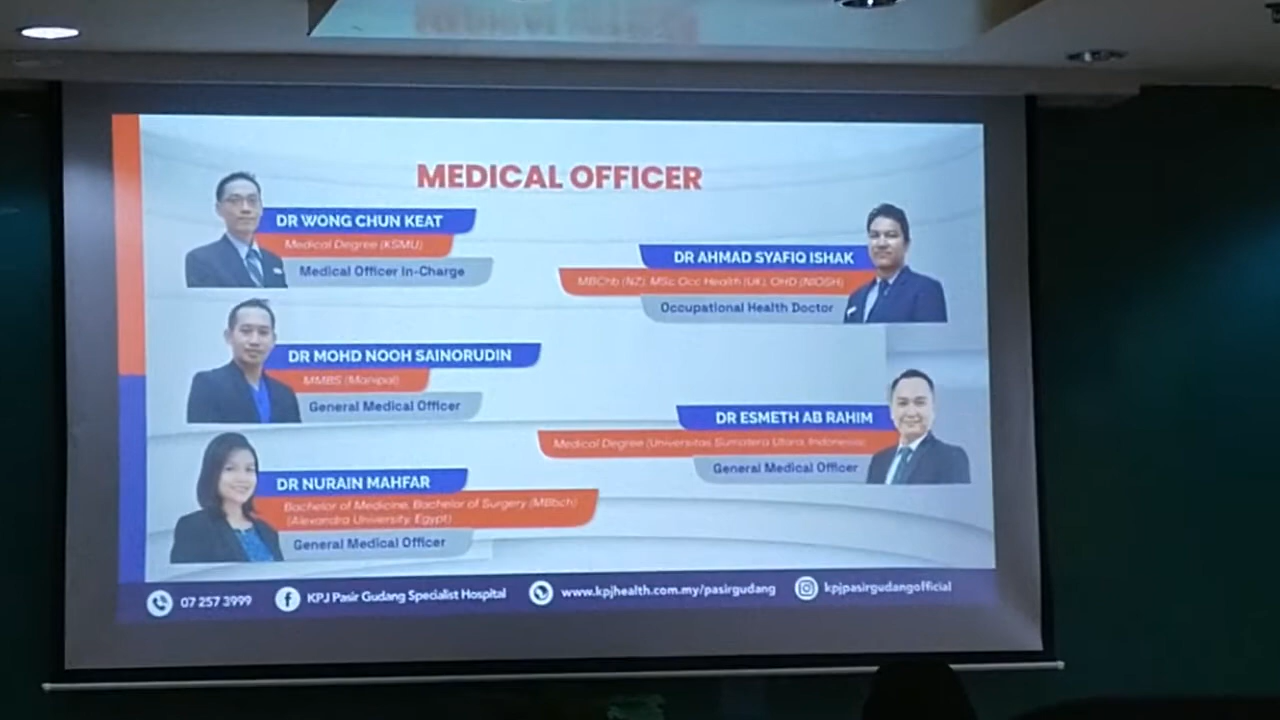 MEDICAL OFFICER
DR WONG CHUN KEAT
Medical Degree (KSMU)
Medical Officer In-Charge
DR AHMAD SYAFIQ ISHAK
MBChb (NZ), MSc Occ Health (UK), OHD (NIOSH)
Occupational Health Doctor
DR MOHD NOOH SAINORUDIN
MMBS (Manipal)
General Medical Officer
DR ESMETH AB RAHIM
Medical Degree (Universitas Sumatera Utara, Indonesia)
General Medical Officer
DR NURAIN MAHFAR
Bachelor of Medicine, Bachelor of Surgery (MBbch)
(Alexandra University, Egypt)
General Medical Officer
07 257 3999
KPJ Pasir Gudang Specialist Hospital
www.kpjhealth.com.my/pasirgudang
kpjpasirgudangofficial